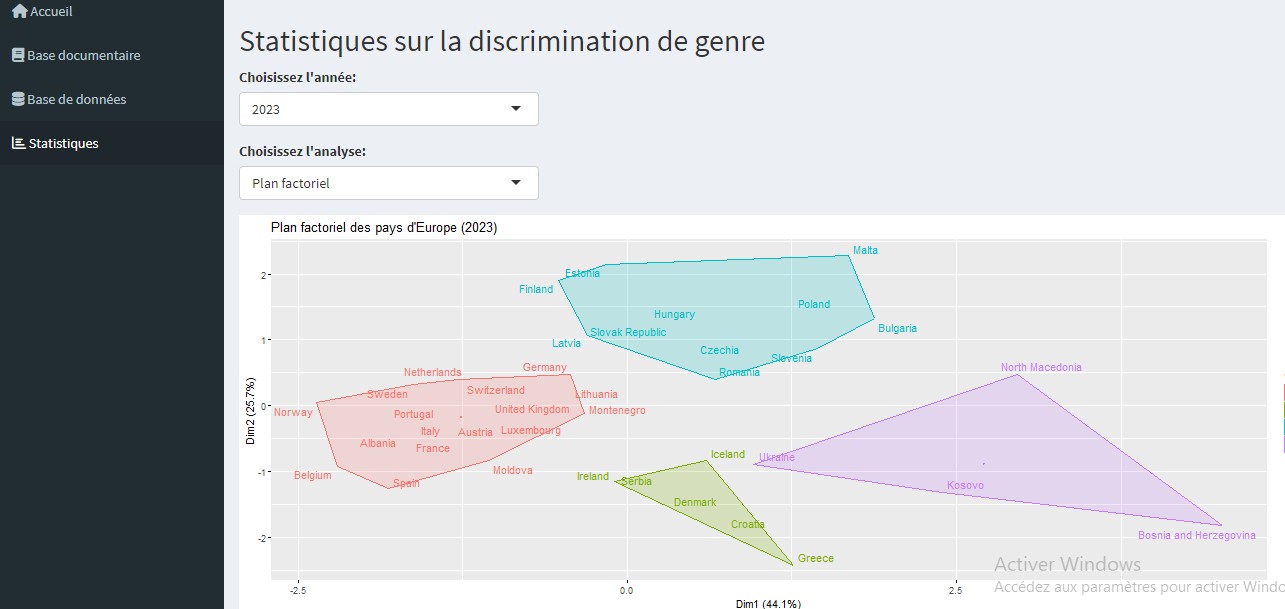 Accueil
Base documentaire
Base de données
Statistiques
Statistiques sur la discrimination de genre
Choisissez l'année:
2023
Choisissez l'analyse:
Plan factoriel
Plan factoriel des pays d'Europe (2023)
Malta
Estonia
Finland
Poland
Hungary
Bulgaria
Slovak Republic
Latvia
Czechia
Slovenia
Romania
North Macedonia
Germany
Netherlands
Switzerland
Sweden
Lithuania
United Kingdom
Montenegro
Norway
Portugal
Italy
Austria
Luxembourg
Albania
France
Moldova
Belgium
Spain
Iceland
Ukraine
Ireland
Serbia
Kosovo
Denmark
Croatia
Bosnia and Herzegovina
Greece
2
1
0
-1
-2
Dim2 (25.7%)
-2.5
0.0
2.5
Dim1 (44.1%)
Activer Windows
Accédez aux paramètres pour activer Windo